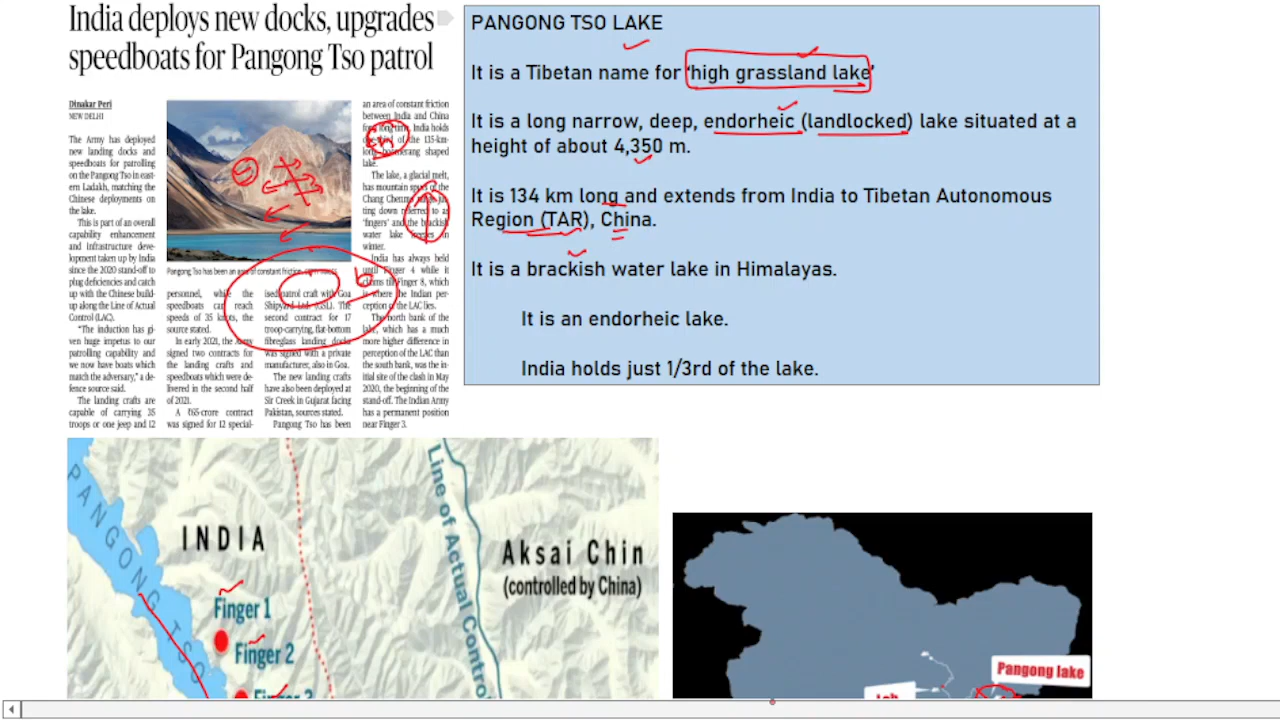 India deploys new docks, upgrades
speedboats for Pangong Tso patrol
Dinakar Peri
NEW DELHI
The Army has deployed
new landing docks and
speedboats for patrolling
on the Pangong Tso in east-
ern Ladakh, matching the
Chinese deployments on
the lake.
This is part of an overall
capability enhancement
and infrastructure deve-
lopment taken up by India
since the 2020 stand-off to
plug deficiencies and catch
up with the Chinese build-
up along the Line of Actual
Control (LAC).
"The induction has gi-
ven huge impetus to our
patrolling capability and
we now have boats which
match the adversary," a de-
fence source said.
The landing crafts are
capable of carrying 35
troops or one jeep and 12
Pangong Tso has been an area of constant friction.
personnel, while the
speedboats can reach
speeds of 35 knots, the
source stated.
In early 2021, the Army
signed two contracts for
the landing crafts and
speedboats which were de-
livered in the second half
of 2021.
A ₹65-crore contract
was signed for 12 special-
ised patrol craft with Goa
Shipyard Ltd. (GSL). The
second contract for 17
troop-carrying, flat-bottom
fibreglass landing docks
was signed with a private
manufacturer, also in Goa.
The new landing crafts
have also been deployed at
Sir Creek in Gujarat facing
Pakistan, sources stated.
Pangong Tso has been
an area of constant friction
between India and China
for long time. India holds
one-third of the 135-km-
long boomerang shaped
lake.
The lake, a glacial melt,
has mountain spurs of the
Chang Chenmo range jut-
ting down referred to as
'fingers' and the brackish
water lake freezes in
winter.
India has always held
until Finger 4 while it
claims till Finger 8, which
is where the Indian per-
ception of the LAC lies.
The north bank of the
lake, which has a much
more higher difference in
perception of the LAC than
the south bank, was the in-
itial site of the clash in May
2020, the beginning of the
stand-off. The Indian Army
has a permanent position
near Finger 3.
PANGONG TSO LAKE
It is a Tibetan name for 'high grassland lake'
It is a long narrow, deep, endorheic (landlocked) lake situated at a
height of about 4,350 m.
It is 134 km long and extends from India to Tibetan Autonomous
Region (TAR), China.
It is a brackish water lake in Himalayas.
It is an endorheic lake.
India holds just 1/3rd of the lake.
PANGONG TSO
INDIA
Finger 1
Finger 2
Finger 3
Line of Actual Contro
Aksai Chin
(controlled by China)
Pangong lake
Leh